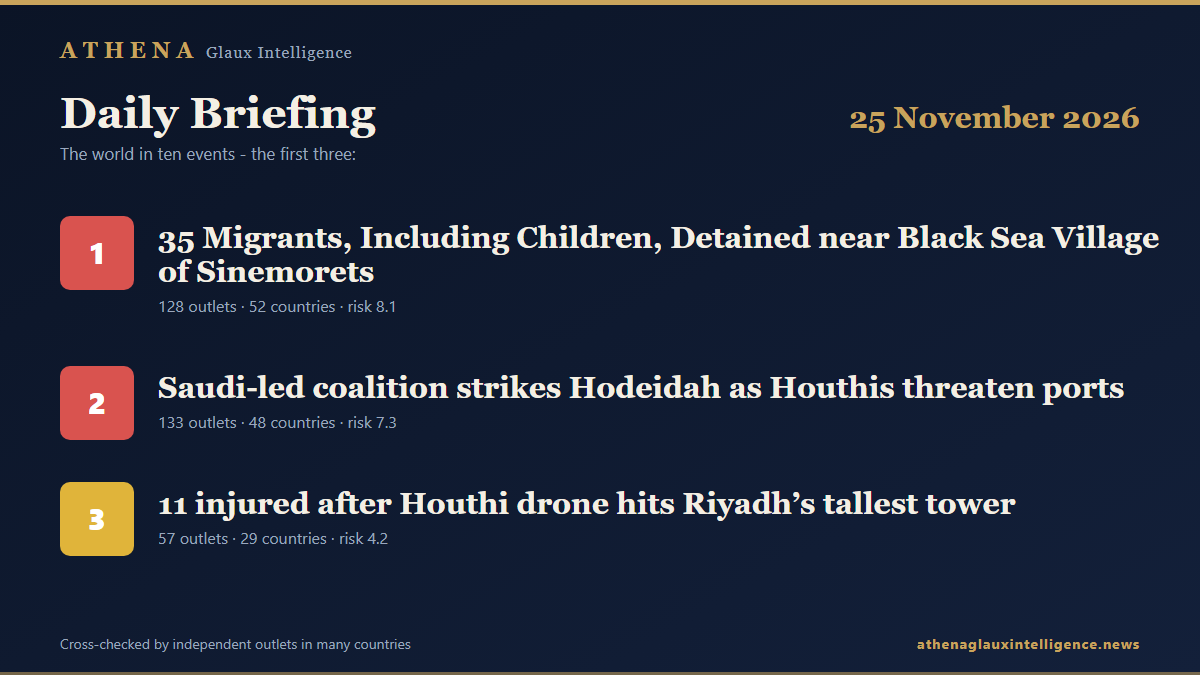 ATHENA Glaux Intelligence
Daily Briefing
25 November 2026
The world in ten events - the first three:
1
35 Migrants, Including Children, Detained near Black Sea Village
of Sinemorets
128 outlets · 52 countries · risk 8.1
2
Saudi-led coalition strikes Hodeidah as Houthis threaten ports
133 outlets · 48 countries · risk 7.3
3
11 injured after Houthi drone hits Riyadh’s tallest tower
57 outlets · 29 countries · risk 4.2
Cross-checked by independent outlets in many countries
athenaglauxintelligence.news